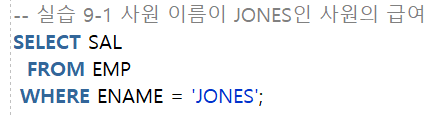 -- 실습 9-1 사원 이름이 JONES인 사원의 급여
SELECT SAL
FROM EMP
WHERE ENAME = 'JONES';